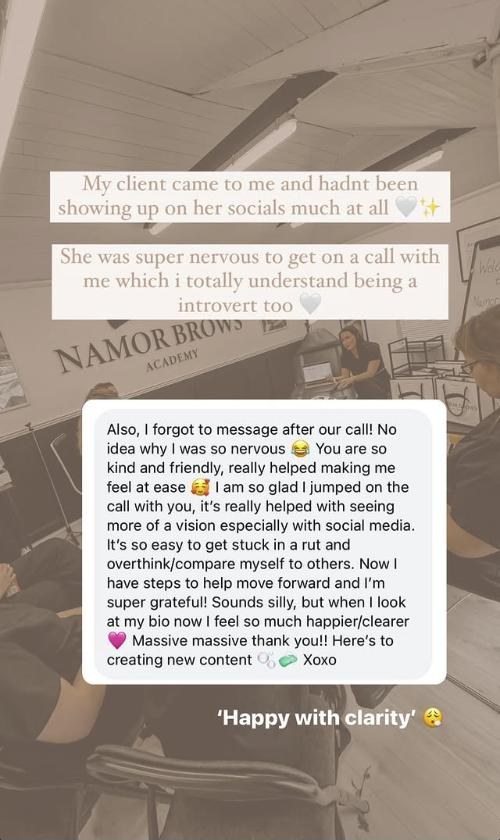 My client came to me and hadnt been
showing up on her socials much at all 🤍✨
She was super nervous to get on a call with
me which i totally understand being a
introvert too 🤍
NAMOR BROWS
ACADEMY
Also, I forgot to message after our call! No
idea why I was so nervous 😂 You are so
kind and friendly, really helped making me
feel at ease 🥰 I am so glad I jumped on the
call with you, it's really helped with seeing
more of a vision especially with social media.
It's so easy to get stuck in a rut and
overthink/compare myself to others. Now I
have steps to help move forward and I'm
super grateful! Sounds silly, but when I look
at my bio now I feel so much happier/clearer
💗 Massive massive thank you!! Here's to
creating new content 🫧🧼 Xoxo
‘Happy with clarity’ 😮‍💨